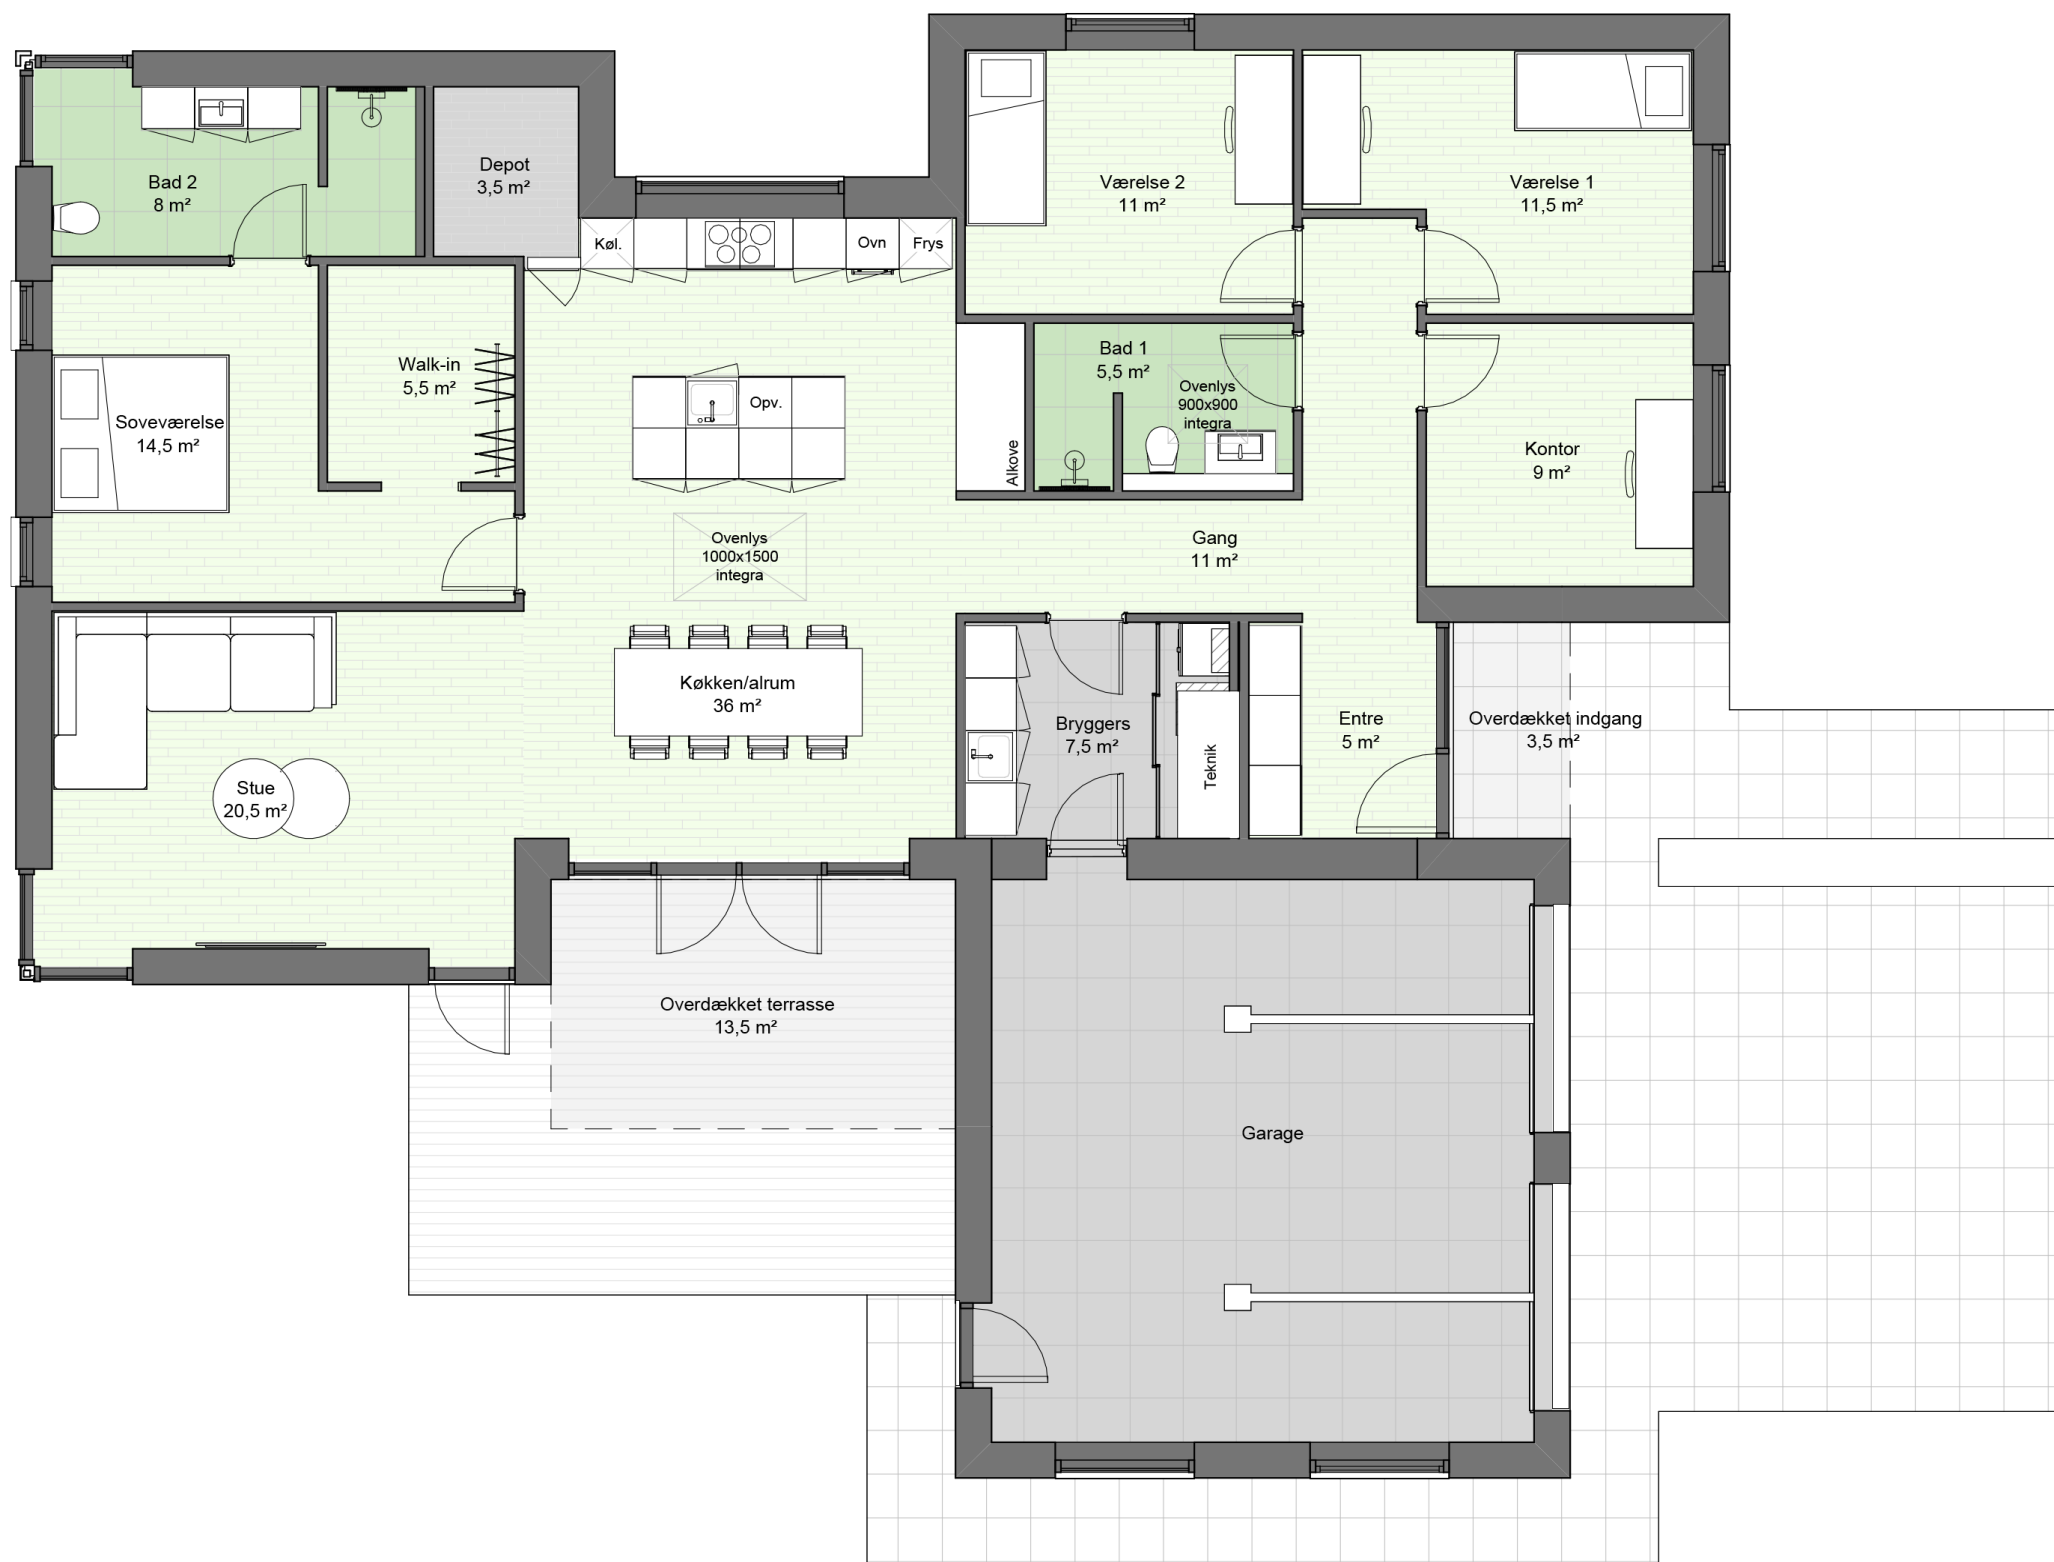 Bad 2
8 m²
Depot
3,5 m²
Køl.
Ovn
Frys
Værelse 2
11 m²
Værelse 1
11,5 m²
Soveværelse
14,5 m²
Walk-in
5,5 m²
Opv.
Alkove
Bad 1
5,5 m²
Ovenlys
900x900
integra
Kontor
9 m²
Ovenlys
1000x1500
integra
Gang
11 m²
Stue
20,5 m²
Køkken/alrum
36 m²
Bryggers
7,5 m²
Teknik
Entre
5 m²
Overdækket indgang
3,5 m²
Overdækket terrasse
13,5 m²
Garage